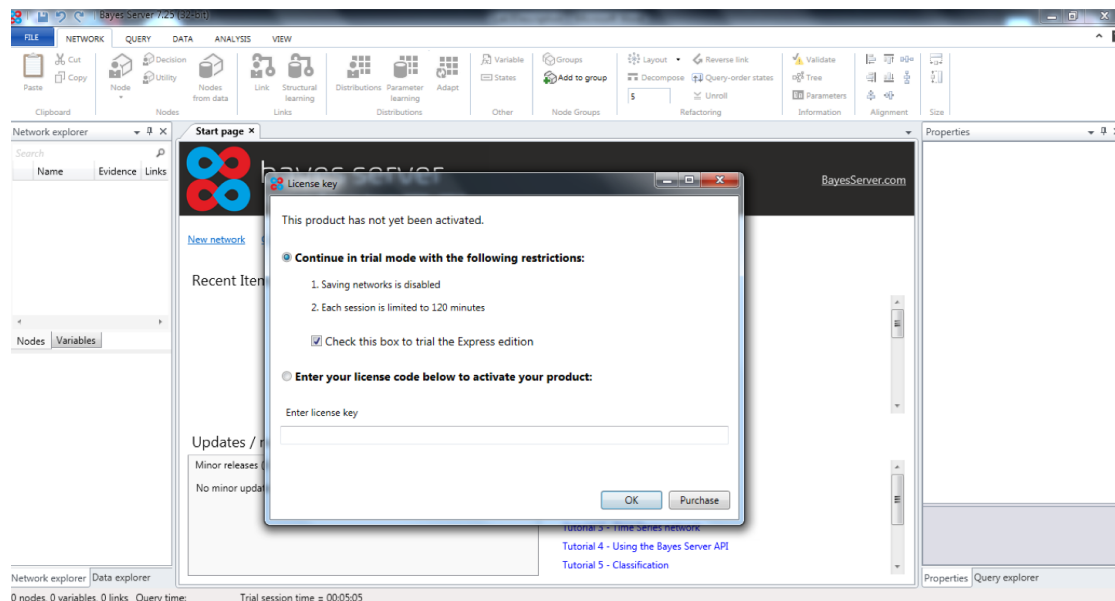 Bayes Server 7.25 (32-bit)
FILE NETWORK QUERY DATA ANALYSIS VIEW
Paste Cut Copy Node Decision Utility Nodes from data Link Structural learning Distributions Parameter learning Adapt Variable States Groups Add to group Layout Reverse link Decompose Query-order states 5 Unroll Validate Tree Parameters
Clipboard Nodes Links Distributions Other Node Groups Refactoring Information Alignment Size
Network explorer
Start page
Properties
Search
Name Evidence Links
bayes server
BayesServer.com
License key
This product has not yet been activated.
New network
Continue in trial mode with the following restrictions:
Recent Iten
1. Saving networks is disabled
2. Each session is limited to 120 minutes
Nodes Variables
Check this box to trial the Express edition
Enter your license code below to activate your product:
Enter license key
Updates /
Minor releases
No minor updat
OK Purchase
Tutorial 3 - Time Series network
Tutorial 4 - Using the Bayes Server API
Tutorial 5 - Classification
Network explorer Data explorer
Properties Query explorer
0 nodes, 0 variables, 0 links Query time: Trial session time = 00:05:05